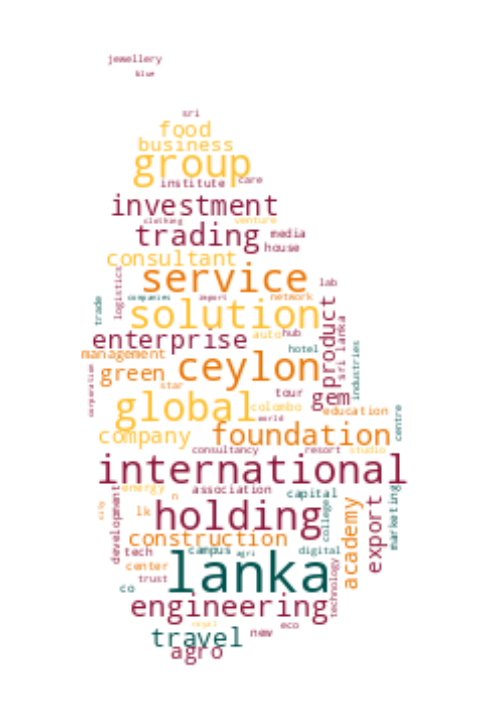 jewellery
blue
sri
food
business
group
institute care
investment
clothing venture
trading media
house
consultant
service lab
logistics
companies import network
trade
solution
product
sri lanka
auto hub
enterprise
hotel
industries
management
ceylon
green
corporation
star
tour gem
global
colombo education
world
centre
company foundation
consultancy resort studio
international
energy association capital
n
development
city
lk holding
college
export
marketing
academy
construction
tech campus agri digital
center
lanka
trust
co
technology
engineering
nepal
eco
travel new
agro